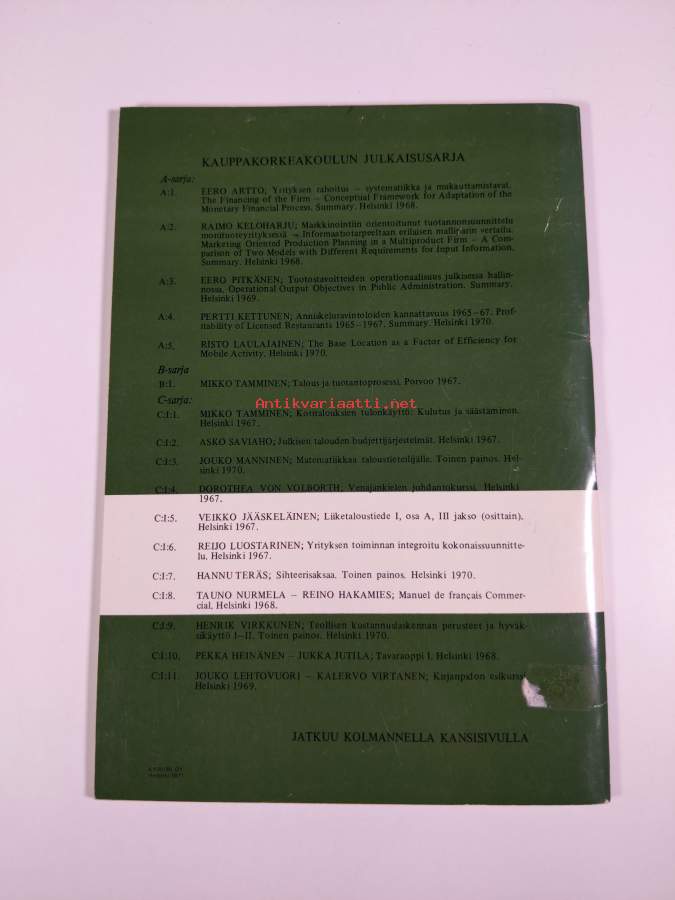 KAUPPAKORKEAKOULUN JULKAISUSARJA
A-sarja:
A:1. EERO ARTTO, Yrityksen rahoitus – systematiikka ja mukauttamistavat.
The Financing of the Firm – Conceptual Framework for Adaptation of the
Monetary Financial Process. Summary. Helsinki 1968.
A:2. RAIMO KELOHARJU; Markkinointiin orientoitunut tuotannonsuunnittelu
monituoteyrityksessä – Informaatiotarpeeltaan erilaisen malliparin vertailu.
Marketing Oriented Production Planning in a Multiproduct Firm – A Com-
parison of Two Models with Different Requirements for Input Information.
Summary. Helsinki 1968.
A:3. EERO PITKÄNEN; Tuotostavoitteiden operationaalisuus julkisessa hallin-
nossa. Operational Output Objectives in Public Administration. Summary.
Helsinki 1969.
A:4. PERTTI KETTUNEN; Anniskeluravintoloiden kannattavuus 1965–67. Prof-
itability of Licensed Restaurants 1965–1967. Summary. Helsinki 1970.
A:5. RISTO LAULAJAINEN; The Base Location as a Factor of Efficiency for
Mobile Activity. Helsinki 1970.
B-sarja
B:1. MIKKO TAMMINEN; Talous ja tuotantoprosessi. Porvoo 1967.
Antikvariaatti.net
C-sarja:
C:I:1. MIKKO TAMMINEN; Kotitalouksien tulonkäyttö: Kulutus ja säästäminen.
Helsinki 1967.
C:I:2. ASKO SAVIAHO; Julkisen talouden budjettijärjestelmät. Helsinki 1967.
C:I:3. JOUKO MANNINEN; Matematiikkaa taloustieteilijälle. Toinen painos. Hel-
sinki 1970.
C:I:4. DOROTHEA VON VOLBORTH; Venäjänkielen johdantokurssi. Helsinki
1967.
C:I:5. VEIKKO JÄÄSKELÄINEN; Liiketaloustiede I, osa A, III jakso (osittain).
Helsinki 1967.
C:I:6. REIJO LUOSTARINEN; Yrityksen toiminnan integroitu kokonaissuunnitte-
lu. Helsinki 1967.
C:I:7. HANNU TERÄS; Sihteerisaksaa. Toinen painos. Helsinki 1970.
C:I:8. TAUNO NURMELA – REINO HAKAMIES; Manuel de français Commer-
cial. Helsinki 1968.
C:I:9. HENRIK VIRKKUNEN; Teollisen kustannuslaskennan perusteet ja hyväk-
sikäyttö I–II. Toinen painos. Helsinki 1970.
C:I:10. PEKKA HEINÄNEN – JUKKA JUTILA; Tavaraoppi I. Helsinki 1968.
C:I:11. JOUKO LEHTOVUORI – KALERVO VIRTANEN; Kirjanpidon esikurssi.
Helsinki 1969.
JATKUU KOLMANNELLA KANSISIVULLA
Helsinki 1971